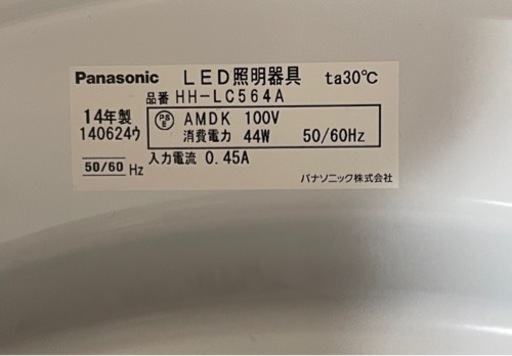 Panasonic LED照明器具 ta30℃
品番 HH-LC564A
14年製 PSE AMDK 100V
140624ウ 消費電力 44W 50/60Hz
50/60 Hz 入力電流 0.45A
パナソニック株式会社